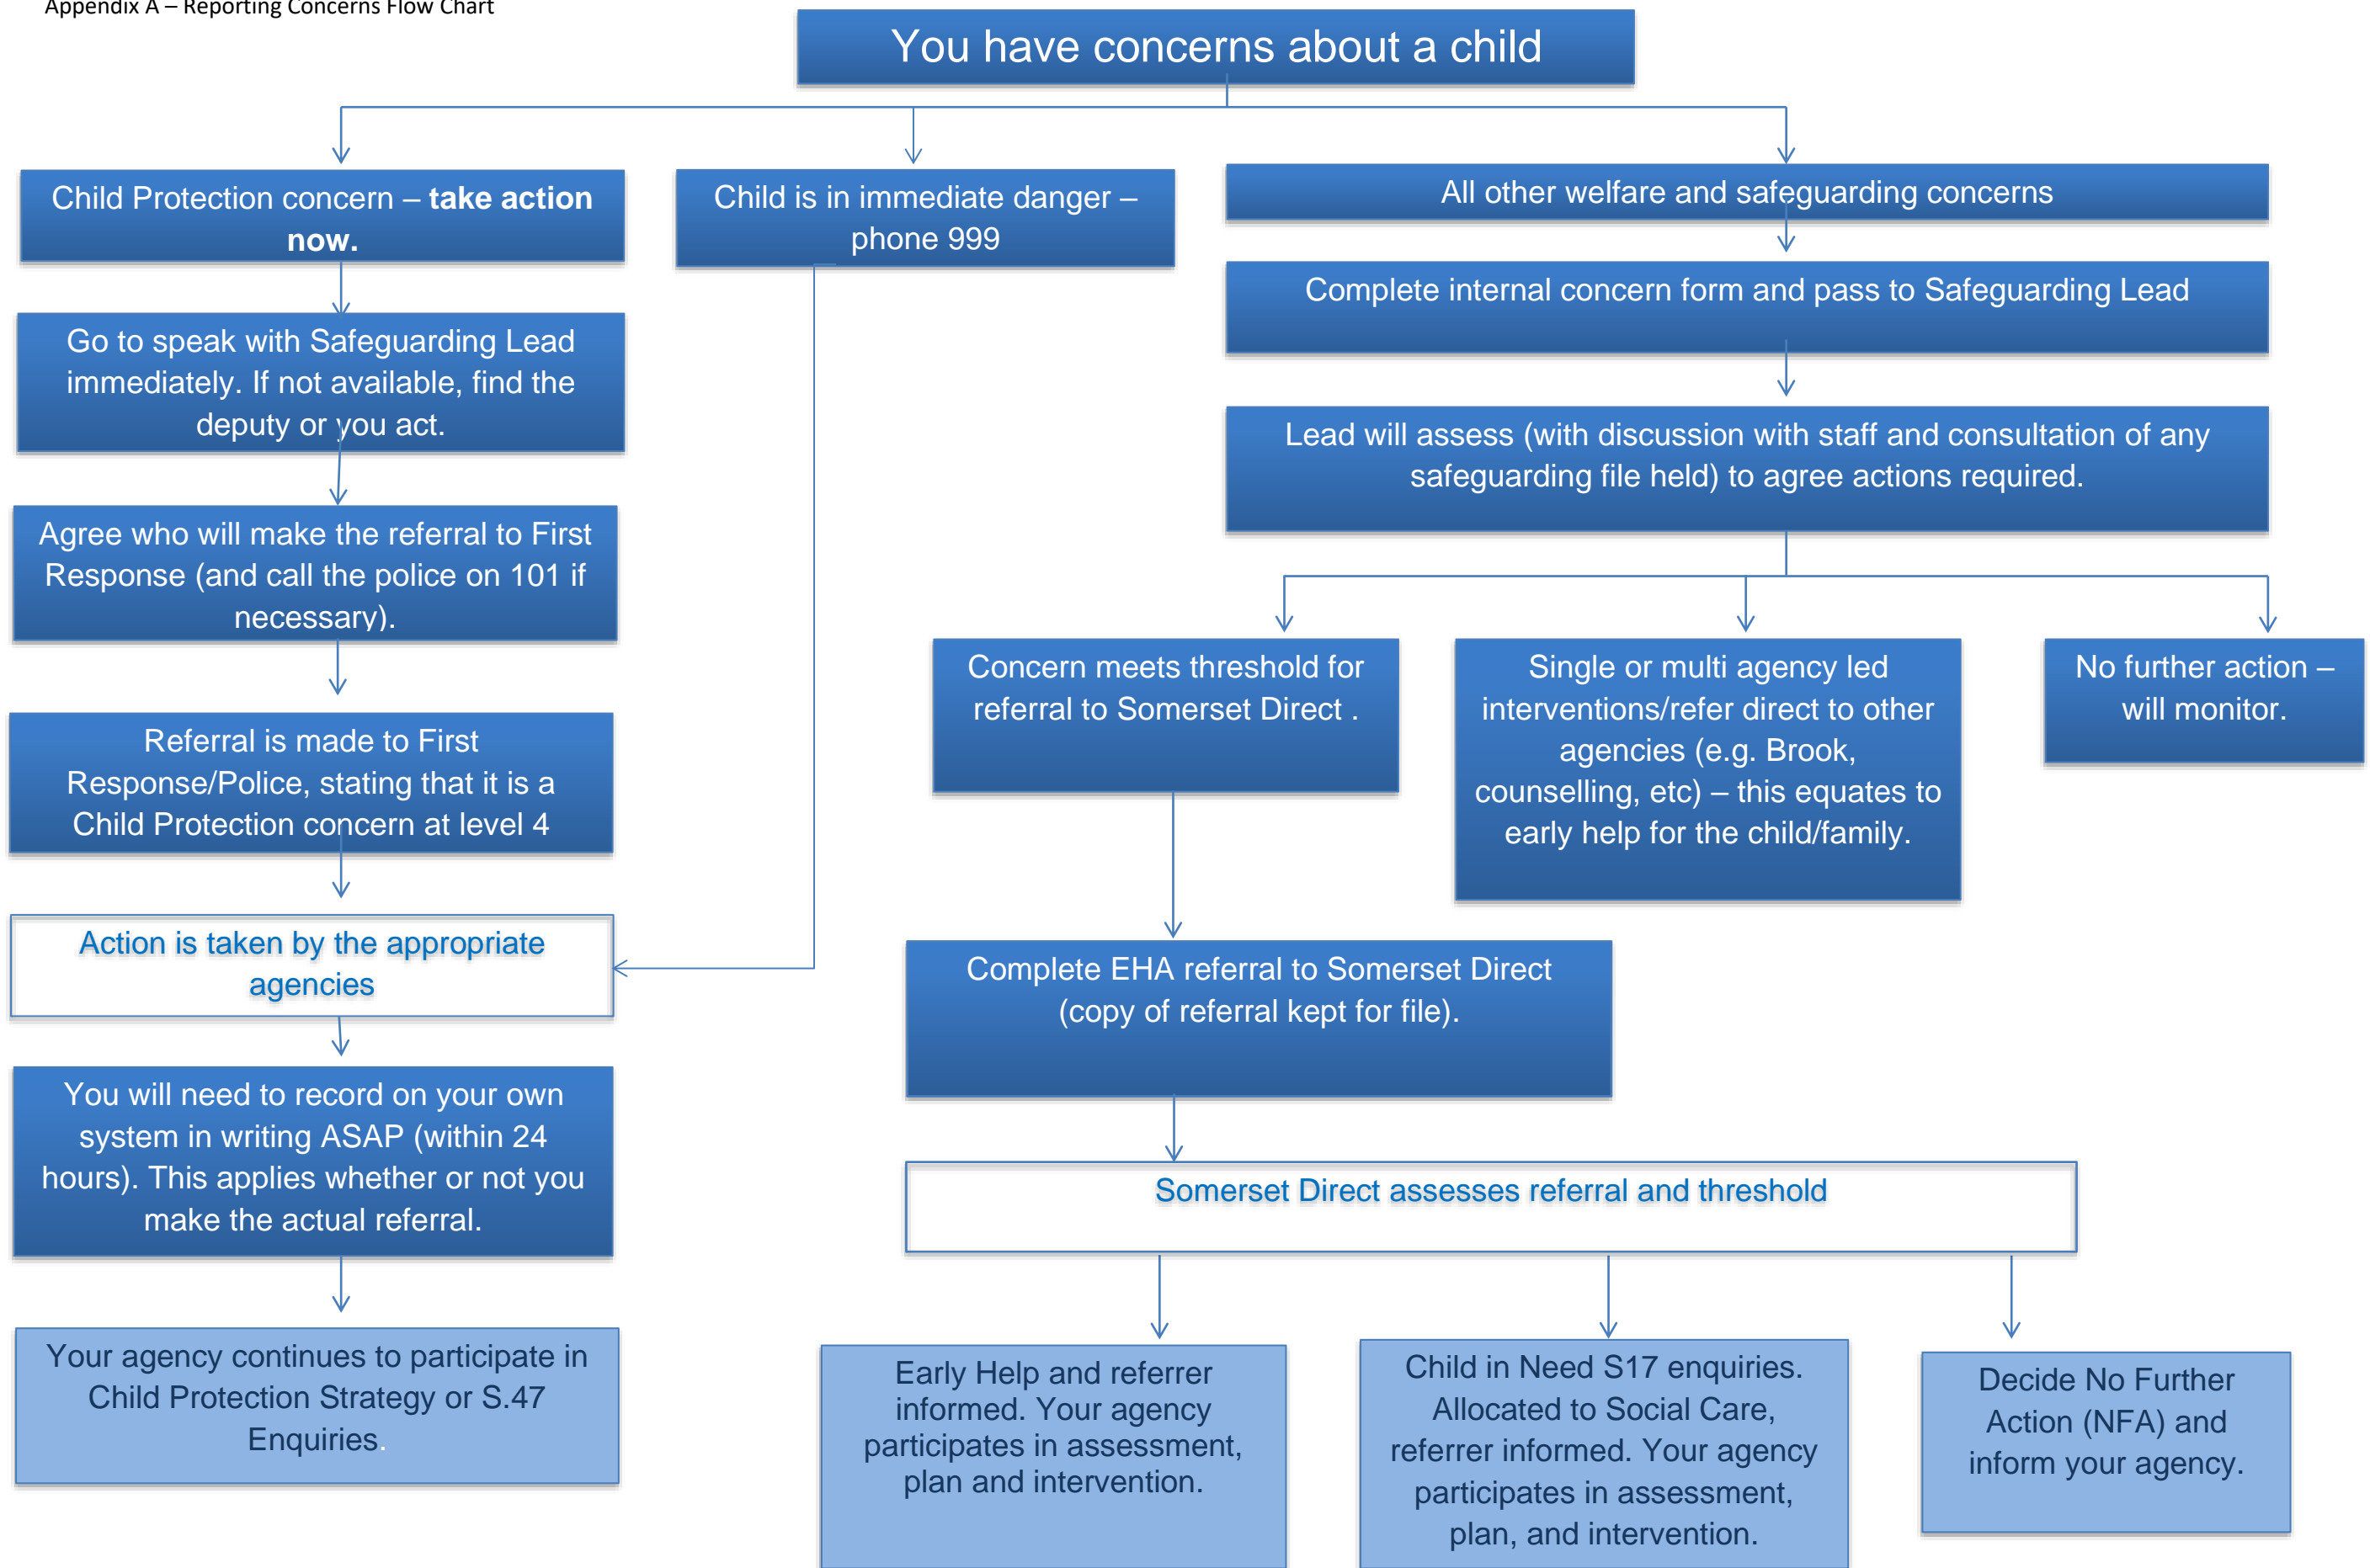 Appendix A – Reporting Concerns Flow Chart
You have concerns about a child
Child Protection concern – take action
now.
Go to speak with Safeguarding Lead
immediately. If not available, find the
deputy or you act.
Agree who will make the referral to First
Response (and call the police on 101 if
necessary).
Referral is made to First
Response/Police, stating that it is a
Child Protection concern at level 4
Action is taken by the appropriate
agencies
You will need to record on your own
system in writing ASAP (within 24
hours). This applies whether or not you
make the actual referral.
Your agency continues to participate in
Child Protection Strategy or S.47
Enquiries.
Child is in immediate danger –
phone 999
All other welfare and safeguarding concerns
Complete internal concern form and pass to Safeguarding Lead
Lead will assess (with discussion with staff and consultation of any
safeguarding file held) to agree actions required.
Concern meets threshold for
referral to Somerset Direct .
Single or multi agency led
interventions/refer direct to other
agencies (e.g. Brook,
counselling, etc) – this equates to
early help for the child/family.
No further action –
will monitor.
Complete EHA referral to Somerset Direct
(copy of referral kept for file).
Somerset Direct assesses referral and threshold
Early Help and referrer
informed. Your agency
participates in assessment,
plan and intervention.
Child in Need S17 enquiries.
Allocated to Social Care,
referrer informed. Your agency
participates in assessment,
plan, and intervention.
Decide No Further
Action (NFA) and
inform your agency.